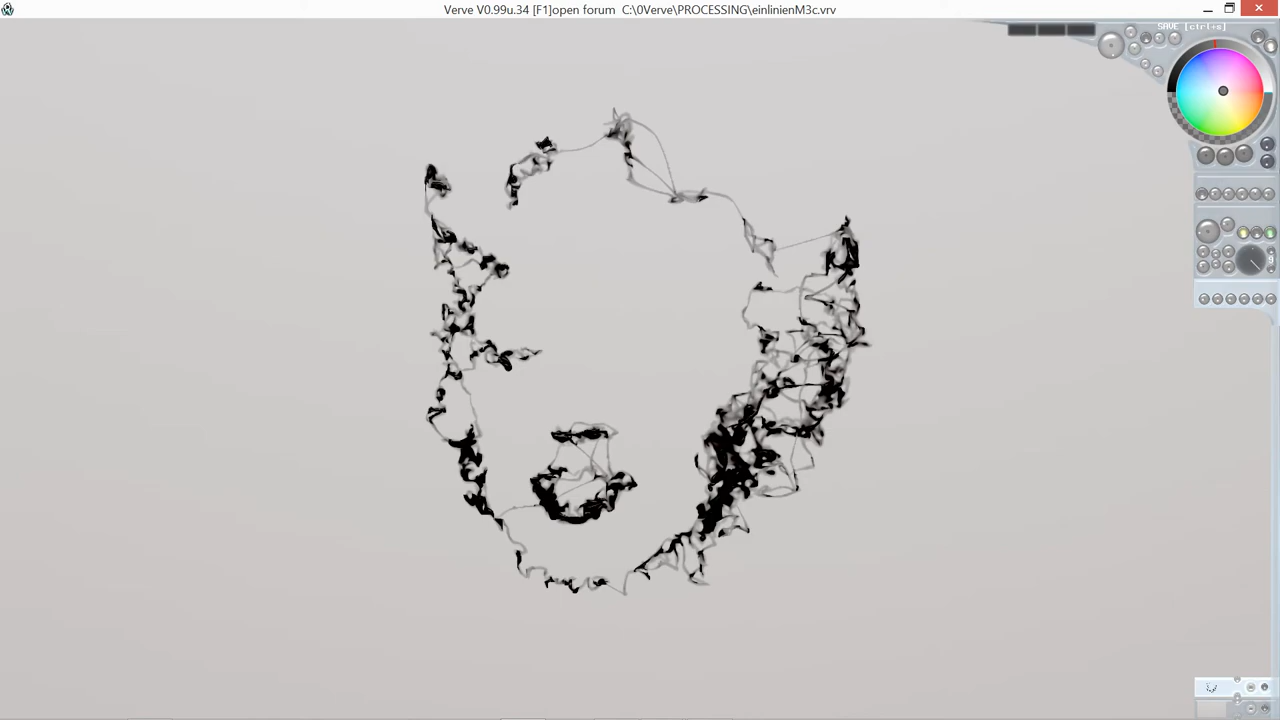 Verve V0.99u.34 [F1]open forum  C:\0Verve\PROCESSING\einlinienM3c.vrv
SAVE [ctrl+s]